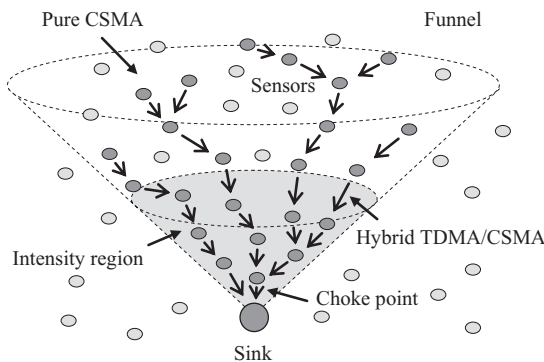 Pure CSMA
Funnel
Sensors
Hybrid TDMA/CSMA
Intensity region
Choke point
Sink